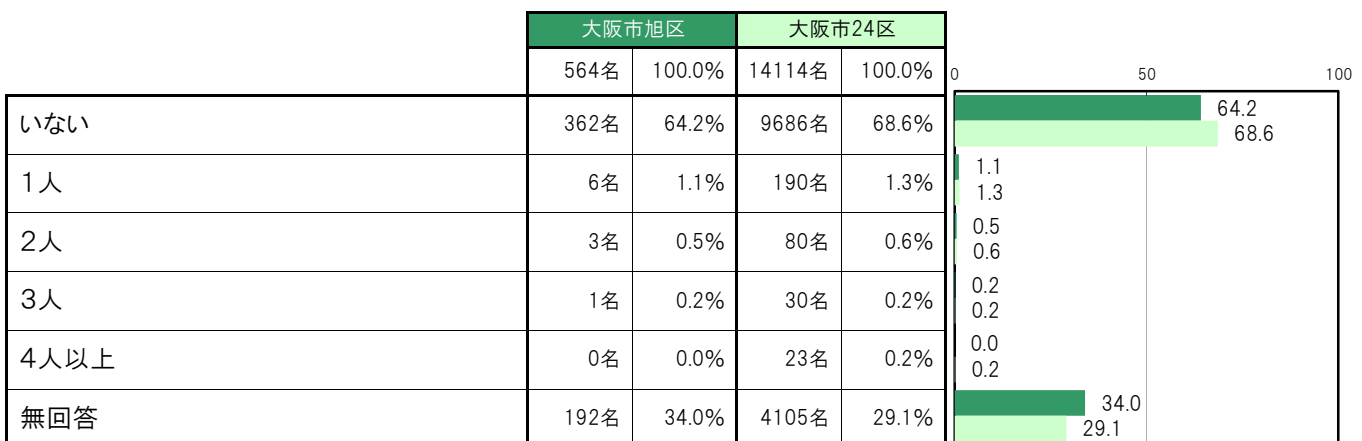 大阪市旭区 大阪市24区
564名 100.0% 14114名 100.0% 0 50 100
いない 362名 64.2% 9686名 68.6% 64.2
68.6
1人 6名 1.1% 190名 1.3% 1.1
1.3
2人 3名 0.5% 80名 0.6% 0.5
0.6
3人 1名 0.2% 30名 0.2% 0.2
0.2
4人以上 0名 0.0% 23名 0.2% 0.0
0.2
無回答 192名 34.0% 4105名 29.1% 34.0
29.1